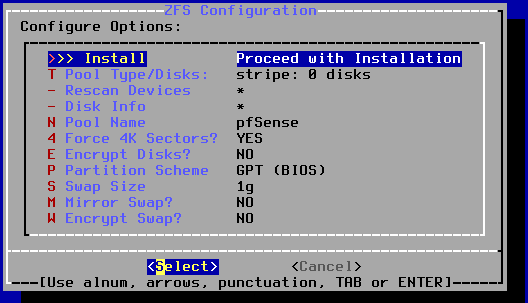 ZFS Configuration
Configure Options:
>>> Install Proceed with Installation
T Pool Type/Disks: stripe: 0 disks
- Rescan Devices *
- Disk Info *
N Pool Name pfSense
4 Force 4K Sectors? YES
E Encrypt Disks? NO
P Partition Scheme GPT (BIOS)
S Swap Size 1g
M Mirror Swap? NO
W Encrypt Swap? NO
<Select> <Cancel>
[Use alnum, arrows, punctuation, TAB or ENTER]